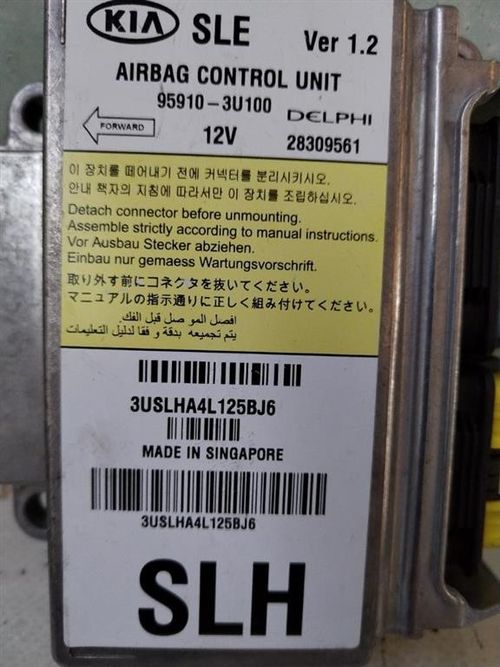 KIA SLE Ver 1.2
AIRBAG CONTROL UNIT
95910-3U100 DELPHI
FORWARD 12V 28309561
이 장치를 떼어내기 전에 커넥터를 분리시키시오.
안내 책자의 지침에 따라서만 이 장치를 조립하십시오.
Detach connector before unmounting.
Assemble strictly according to manual instructions.
Vor Ausbau Stecker abziehen.
Einbau nur gemaess Wartungsvorschrift.
取り外す前にコネクタを抜いてください。
マニュアルの指示通りに正しく組み付けてください。
افصل الموصل قبل الفك.
يتم تجميعه بدقة و فقا لدليل التعليمات
3USLHA4L125BJ6
MADE IN SINGAPORE
3USLHA4L125BJ6
SLH